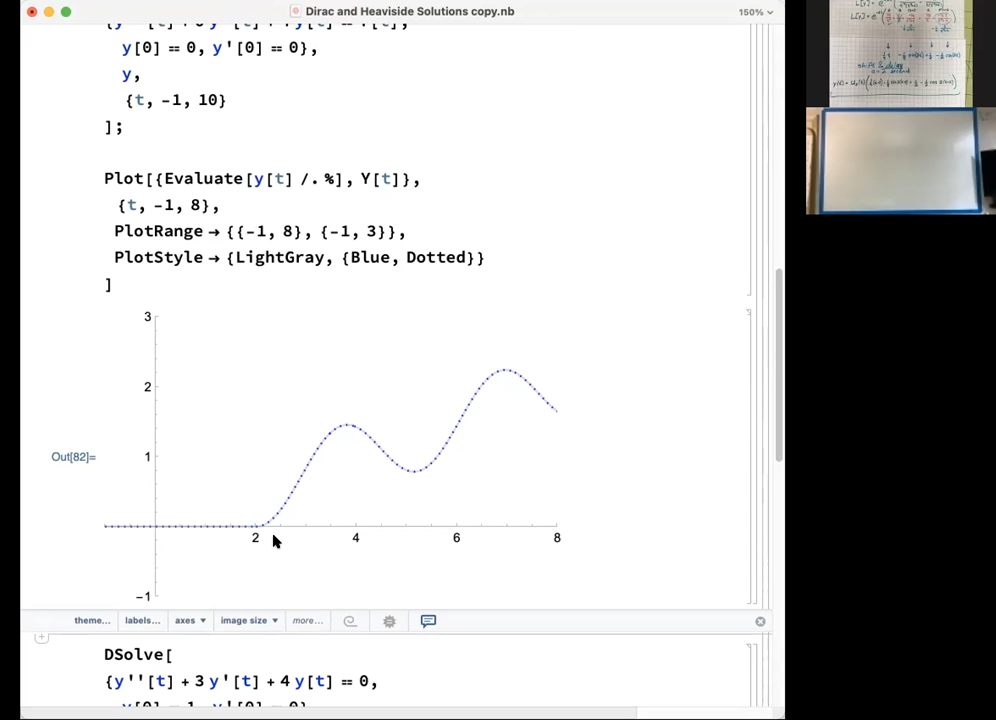 Dirac and Heaviside Solutions copy.nb
150%
y[0] == 0, y'[0] == 0},
y,
{t, -1, 10}
];
Plot[{Evaluate[y[t] /. %], Y[t]},
{t, -1, 8},
PlotRange → {{-1, 8}, {-1, 3}},
PlotStyle → {LightGray, {Blue, Dotted}}
]
3
2
1
-1
2 4 6 8
Out[82]=
theme... labels... axes image size more...
DSolve[
{y''[t] + 3 y'[t] + 4 y[t] == 0,